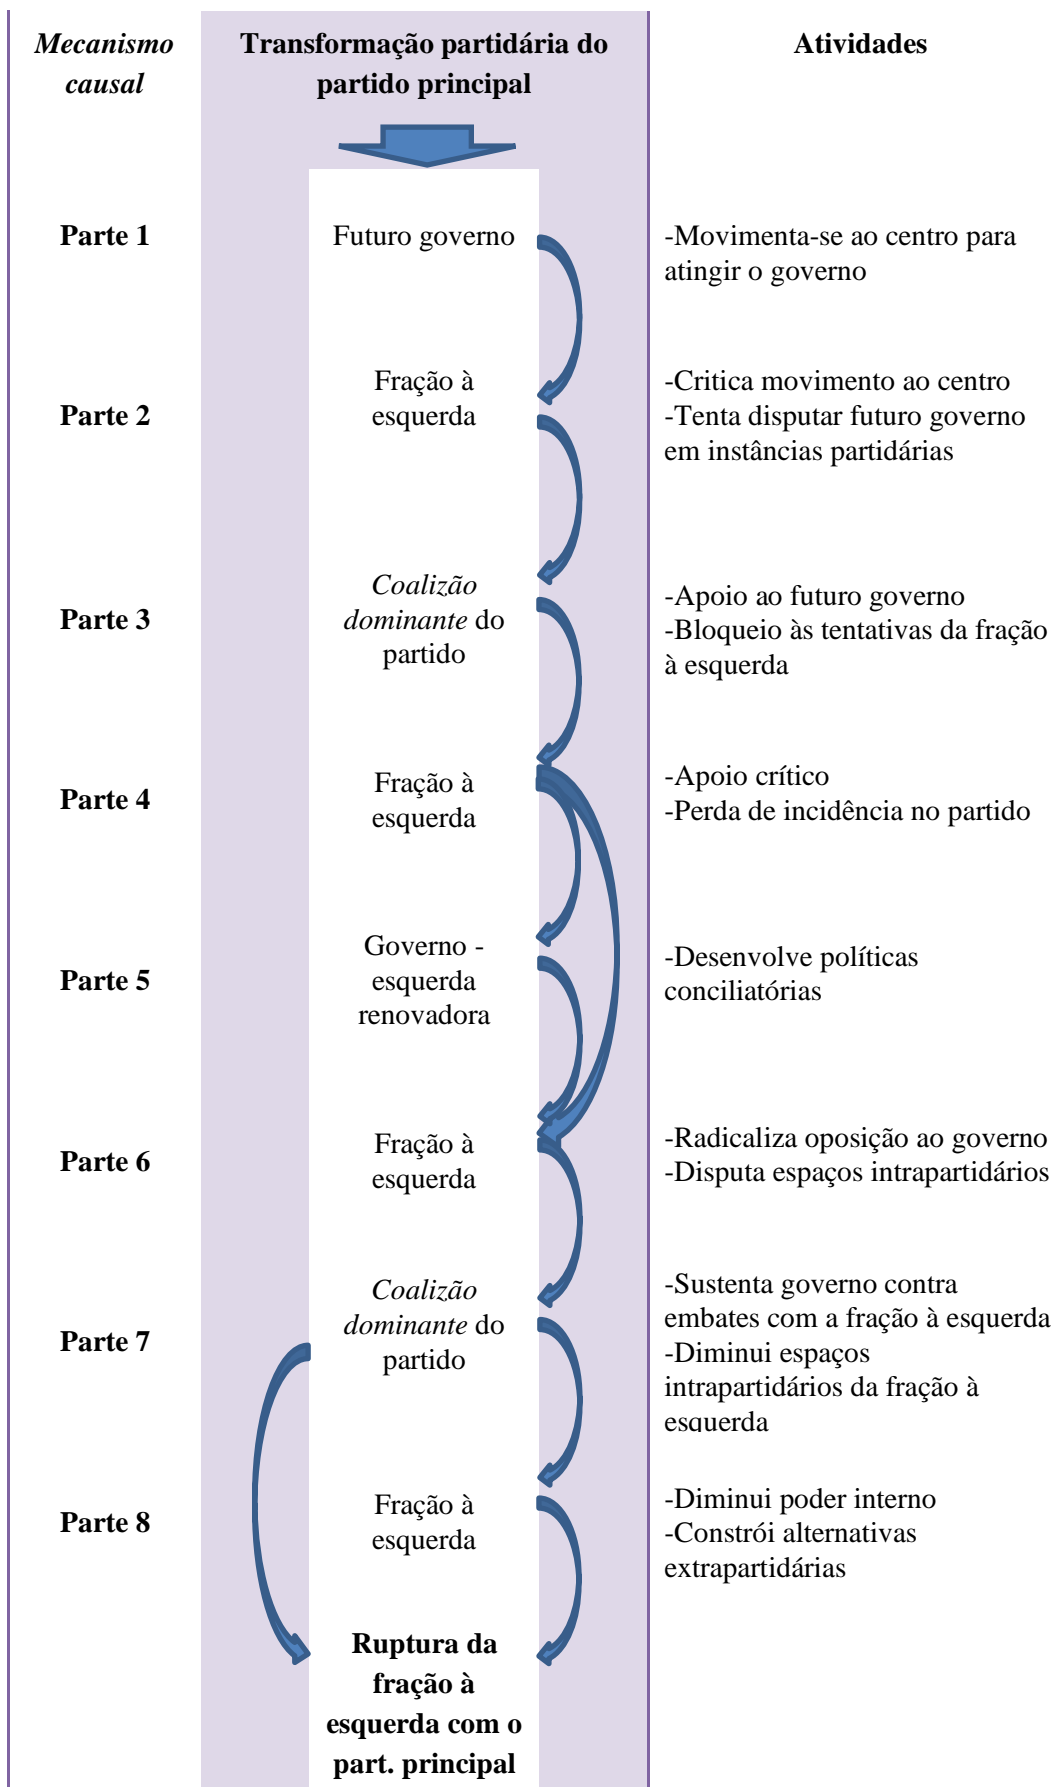 Mecanismo causal
Transformação partidária do partido principal
Atividades
Parte 1
Futuro governo
-Movimenta-se ao centro para
atingir o governo
Parte 2
Fração à
esquerda
-Critica movimento ao centro
-Tenta disputar futuro governo
em instâncias partidárias
Parte 3
Coalizão
dominante do
partido
-Apoio ao futuro governo
-Bloqueio às tentativas da fração
à esquerda
Parte 4
Fração à
esquerda
-Apoio crítico
-Perda de incidência no partido
Parte 5
Governo -
esquerda
renovadora
-Desenvolve políticas
conciliatórias
Parte 6
Fração à
esquerda
-Radicaliza oposição ao governo
-Disputa espaços intrapartidários
Parte 7
Coalizão
dominante do
partido
-Sustenta governo contra
embates com a fração à esquerda
-Diminui espaços
intrapartidários da fração à
esquerda
Parte 8
Fração à
esquerda
-Diminui poder interno
-Constrói alternativas
extrapartidárias
Ruptura da
fração à
esquerda com o
part. principal